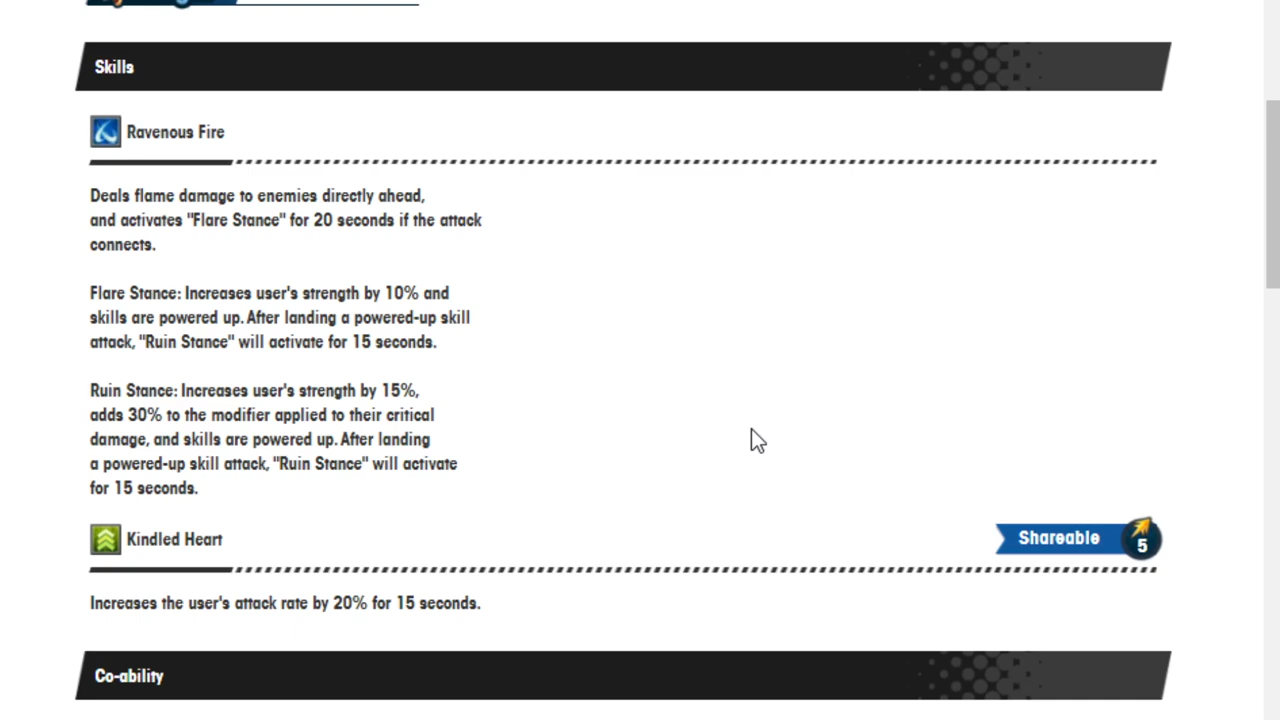 Skills
Ravenous Fire
Deals flame damage to enemies directly ahead,
and activates "Flare Stance" for 20 seconds if the attack
connects.
Flare Stance: Increases user's strength by 10% and
skills are powered up. After landing a powered-up skill
attack, "Ruin Stance" will activate for 15 seconds.
Ruin Stance: Increases user's strength by 15%,
adds 30% to the modifier applied to their critical
damage, and skills are powered up. After landing
a powered-up skill attack, "Ruin Stance" will activate
for 15 seconds.
Kindled Heart
Shareable 5
Increases the user's attack rate by 20% for 15 seconds.
Co-ability